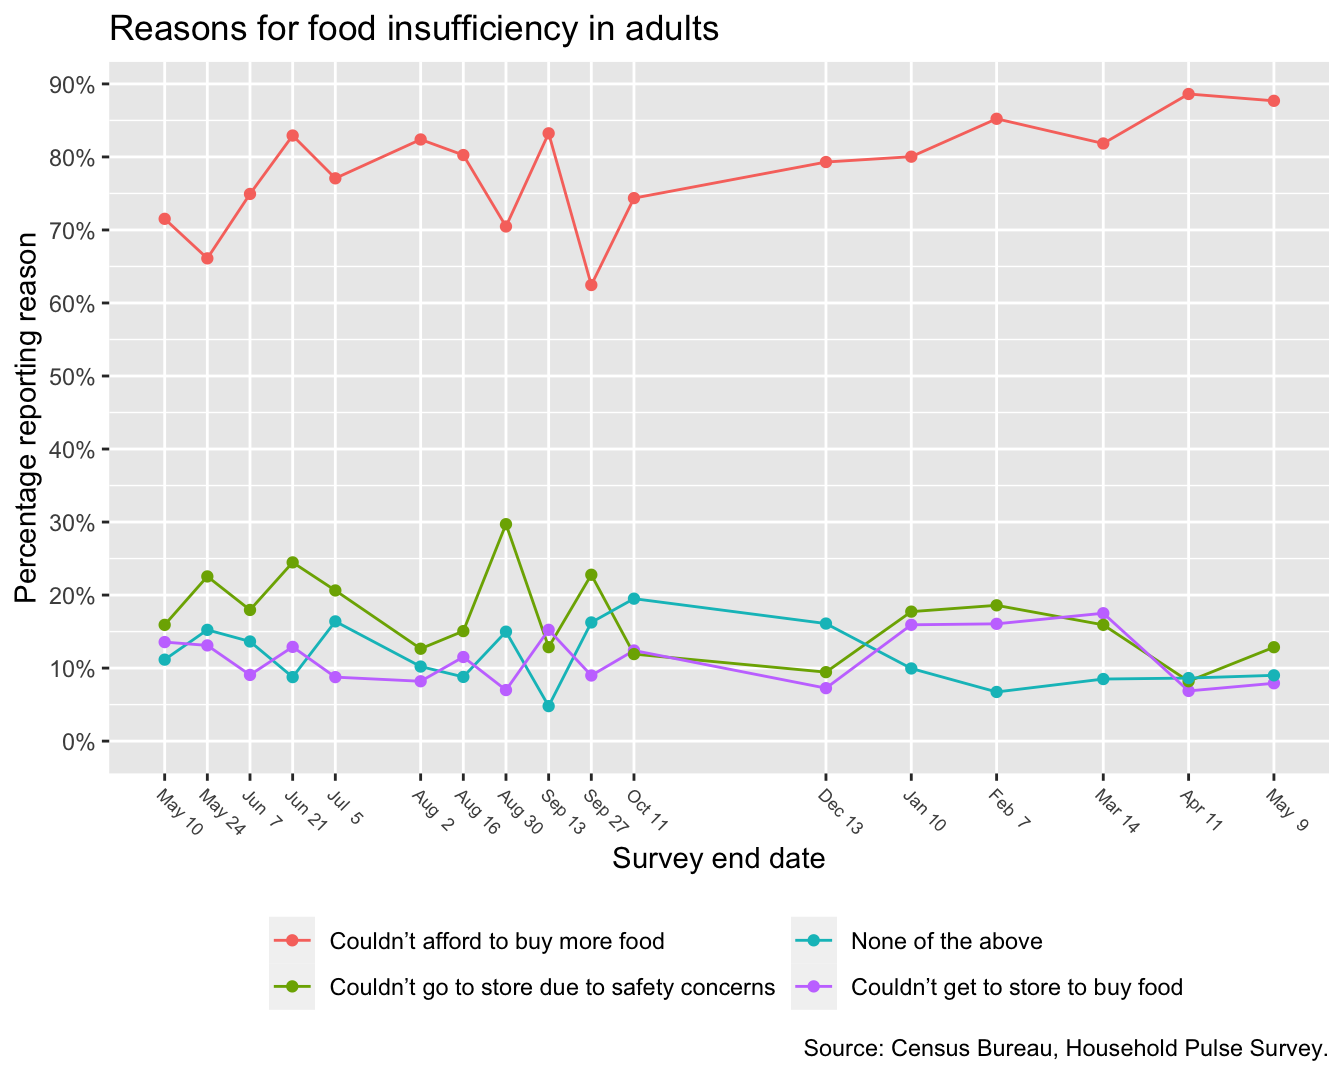 Reasons for food insufficiency in adults
Percentage reporting reason
90%
80%
70%
60%
50%
40%
30%
20%
10%
0%
May 10
May 24
Jun 7
Jun 21
Jul 5
Aug 2
Aug 16
Aug 30
Sep 13
Sep 27
Oct 11
Dec 13
Jan 10
Feb 7
Mar 14
Apr 11
May 9
Survey end date
Couldn’t afford to buy more food
None of the above
Couldn’t go to store due to safety concerns
Couldn’t get to store to buy food
Source: Census Bureau, Household Pulse Survey.